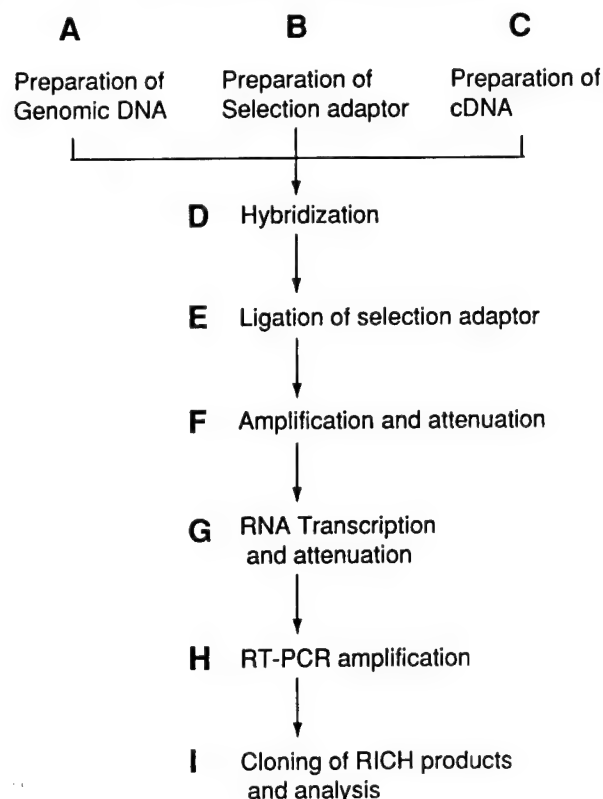 A
B
C
Preparation of
Genomic DNA
Preparation of
Selection adaptor
Preparation of
cDNA
D Hybridization
E Ligation of selection adaptor
F Amplification and attenuation
G RNA Transcription
and attenuation
H RT-PCR amplification
I Cloning of RICH products
and analysis